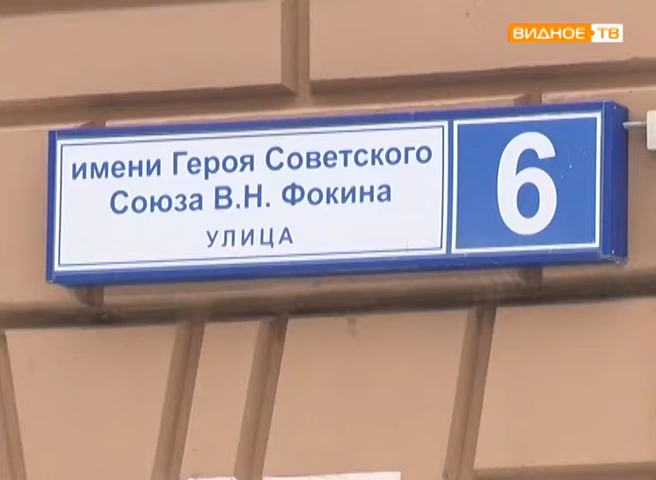 ВИДНОЕ ТВ
имени Героя Советского
Союза В.Н. Фокина
УЛИЦА
6